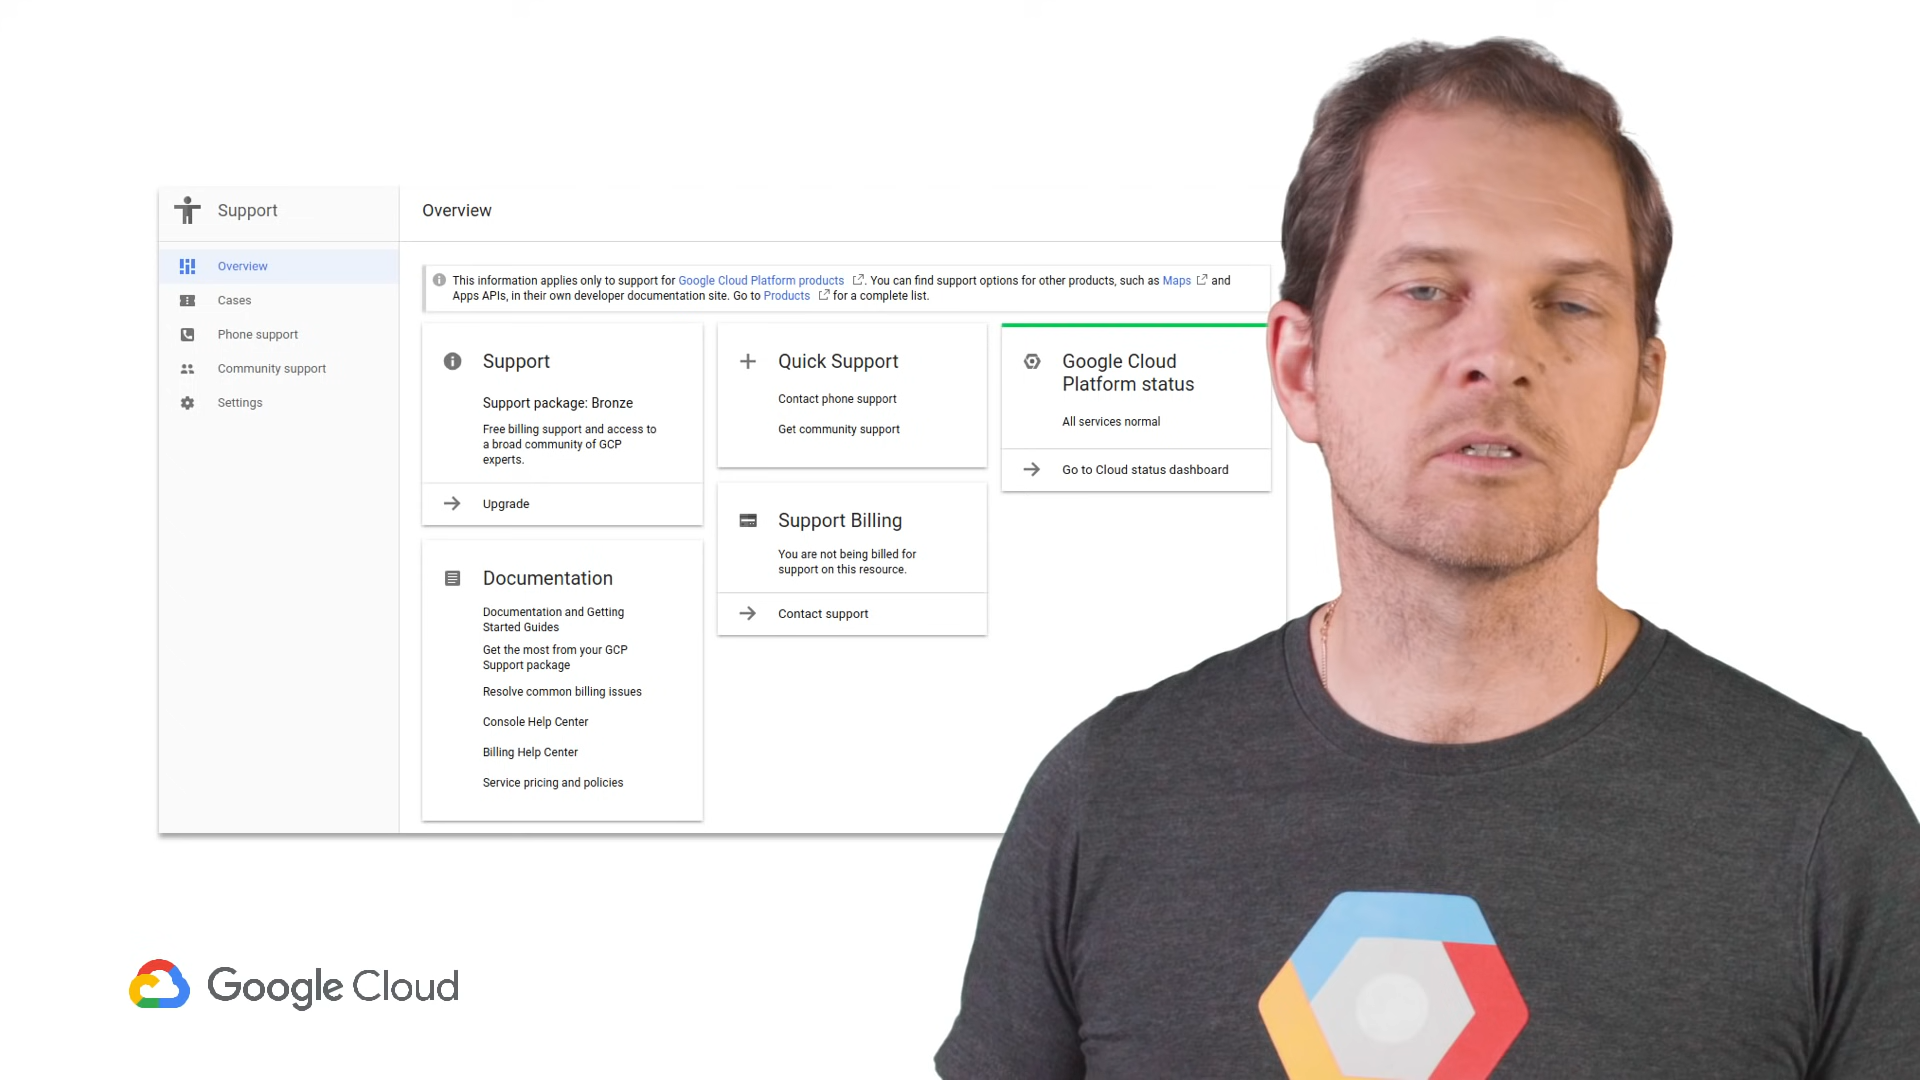 Support
Overview
Cases
Phone support
Community support
Settings
Overview
This information applies only to support for Google Cloud Platform products . You can find support options for other products, such as Maps and
Apps APIs, in their own developer documentation site. Go to Products for a complete list.
Support
Support package: Bronze
Free billing support and access to
a broad community of GCP
experts.
Upgrade
Documentation
Documentation and Getting
Started Guides
Get the most from your GCP
Support package
Resolve common billing issues
Console Help Center
Billing Help Center
Service pricing and policies
Quick Support
Contact phone support
Get community support
Support Billing
You are not being billed for
support on this resource.
Contact support
Google Cloud
Platform status
All services normal
Go to Cloud status dashboard
Google Cloud